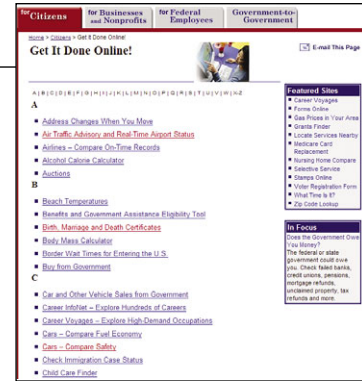 for Citizens
for Businesses and Nonprofits
for Federal Employees
Government-to-Government
Home > Citizens > Get It Done Online!
Get It Done Online!
E-mail This Page
A | B | C | D | E | F | G | H | I | J | K | L | M | N | O | P | Q | R | S | T | U | V | W | X-Z
A
Address Changes When You Move
Air Traffic Advisory and Real-Time Airport Status
Airlines – Compare On-Time Records
Alcohol Calorie Calculator
Auctions
B
Beach Temperatures
Benefits and Government Assistance Eligibility Tool
Birth, Marriage and Death Certificates
Body Mass Calculator
Border Wait Times for Entering the U.S.
Buy from Government
C
Car and Other Vehicle Sales from Government
Career InfoNet – Explore Hundreds of Careers
Career Voyages – Explore High-Demand Occupations
Cars – Compare Fuel Economy
Cars – Compare Safety
Check Immigration Case Status
Child Care Finder
Featured Sites
Career Voyages
Forms Online
Gas Prices in Your Area
Grants Finder
Locate Services Nearby
Medicare Card
Replacement
Nursing Home Compare
Selective Service
Stamps Online
Voter Registration Form
What Time Is It?
Zip Code Lookup
In Focus
Does the Government Owe
You Money?
The federal or state
government could owe
you. Check failed banks,
credit unions, pensions,
mortgage refunds,
unclaimed property, tax
refunds and more.